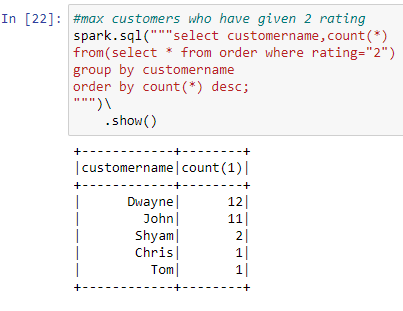 In [22]: #max customers who have given 2 rating
spark.sql("""select customername,count(*)
from(select * from order where rating="2")
group by customername
order by count(*) desc;
""")\
    .show()
+------------+--------+
|customername|count(1)|
+------------+--------+
|      Dwayne|      12|
|        John|      11|
|       Shyam|       2|
|       Chris|       1|
|         Tom|       1|
+------------+--------+